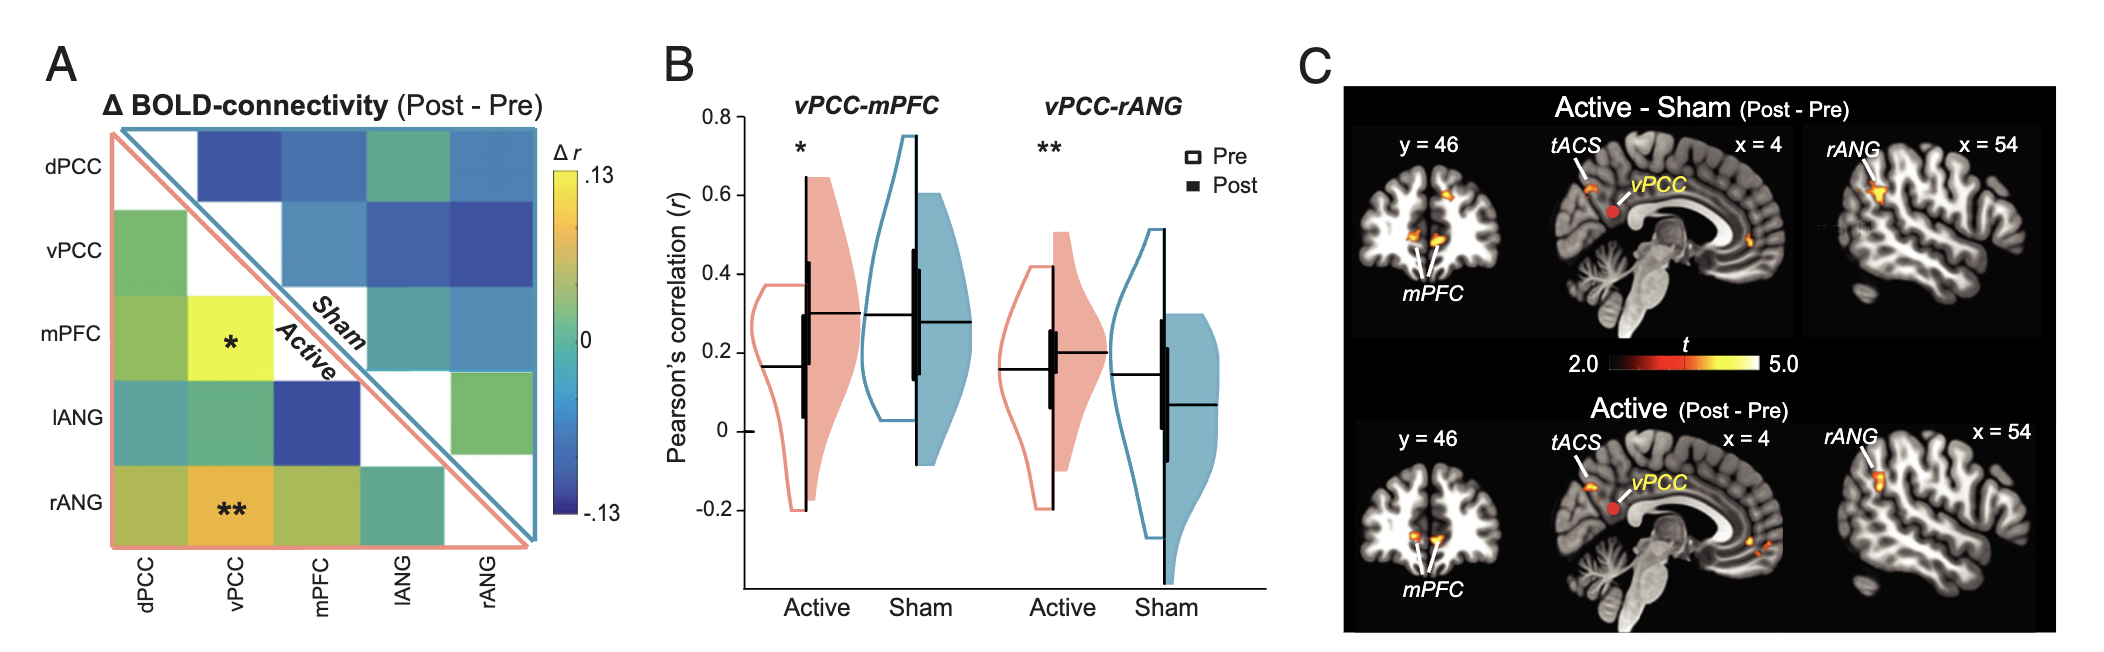 A
Δ BOLD-connectivity (Post - Pre)
dPCC
vPCC
mPFC
lANG
rANG
dPCC
vPCC
mPFC
lANG
rANG
Sham
Active
*
**
Δ r
.13
0
-.13
B
vPCC-mPFC
vPCC-rANG
*
**
Pre
Post
Pearson's correlation (r)
0.8
0.6
0.4
0.2
0
-0.2
Active
Sham
Active
Sham
C
Active - Sham (Post - Pre)
y = 46
tACS
x = 4
rANG
x = 54
vPCC
mPFC
t
2.0
5.0
Active (Post - Pre)
y = 46
tACS
x = 4
rANG
x = 54
vPCC
mPFC